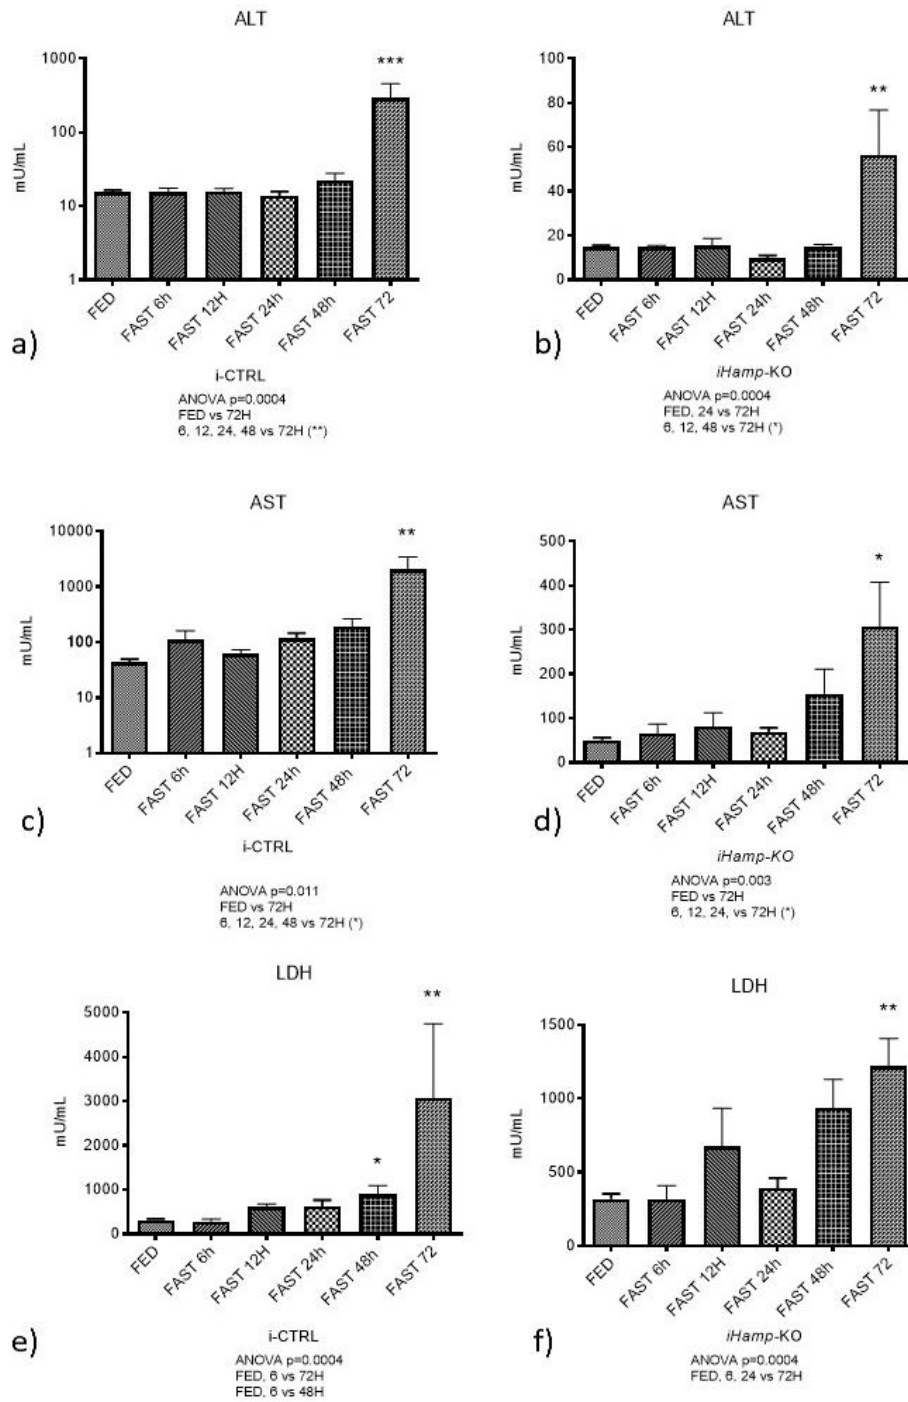 ALT
mU/mL
1000
100
10
1
***
FED
FAST 6h
FAST 12H
FAST 24h
FAST 48h
FAST 72
a)
i-CTRL
ANOVA p=0.0004
FED vs 72H
6, 12, 24, 48 vs 72H (**)
ALT
mU/mL
100
80
60
40
20
0
**
FED
FAST 6h
FAST 12H
FAST 24h
FAST 48h
FAST 72
b)
iHamp-KO
ANOVA p=0.0004
FED, 24 vs 72H
6, 12, 48 vs 72H (*)
AST
mU/mL
10000
1000
100
10
1
**
FED
FAST 6h
FAST 12H
FAST 24h
FAST 48h
FAST 72
c)
i-CTRL
ANOVA p=0.011
FED vs 72H
6, 12, 24, 48 vs 72H (*)
AST
mU/mL
500
400
300
200
100
0
*
FED
FAST 6h
FAST 12H
FAST 24h
FAST 48h
FAST 72
d)
iHamp-KO
ANOVA p=0.003
FED vs 72H
6, 12, 24, vs 72H (*)
LDH
mU/mL
5000
4000
3000
2000
1000
0
*
**
FED
FAST 6h
FAST 12H
FAST 24h
FAST 48h
FAST 72
e)
i-CTRL
ANOVA p=0.0004
FED, 6 vs 72H
FED, 6 vs 48H
LDH
mU/mL
1500
1000
500
0
**
FED
FAST 6h
FAST 12H
FAST 24h
FAST 48h
FAST 72
f)
iHamp-KO
ANOVA p=0.0004
FED, 6, 24 vs 72H